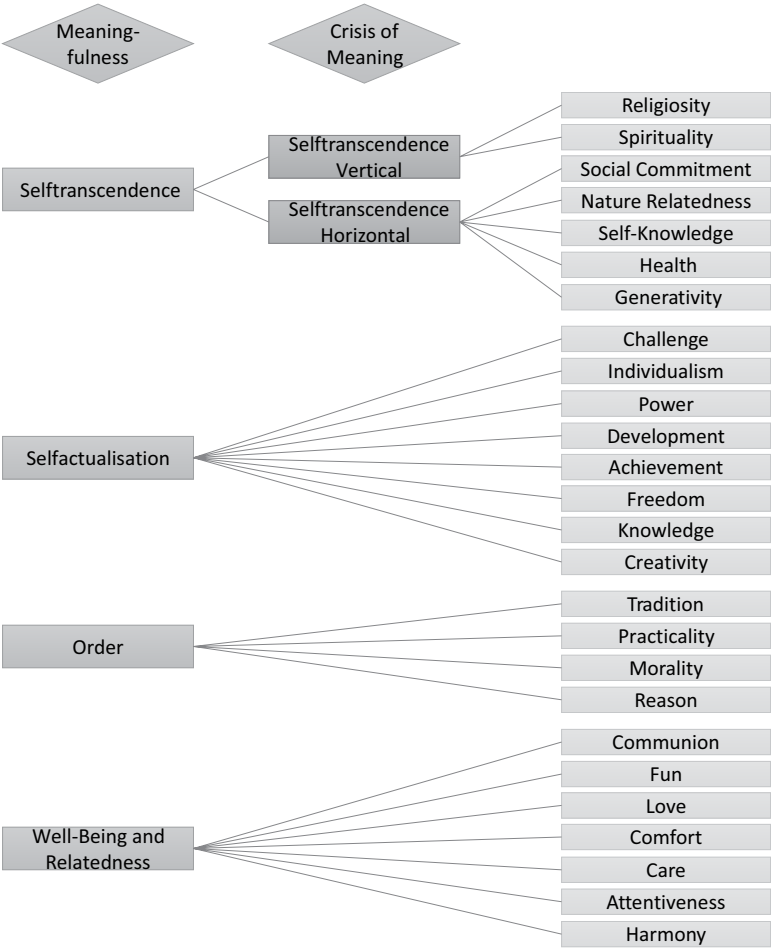 Meaning-
fulness
Crisis of
Meaning
Selftranscendence
Selftranscendence
Vertical
Selftranscendence
Horizontal
Religiosity
Spirituality
Social Commitment
Nature Relatedness
Self-Knowledge
Health
Generativity
Selfactualisation
Challenge
Individualism
Power
Development
Achievement
Freedom
Knowledge
Creativity
Order
Tradition
Practicality
Morality
Reason
Well-Being and
Relatedness
Communion
Fun
Love
Comfort
Care
Attentiveness
Harmony